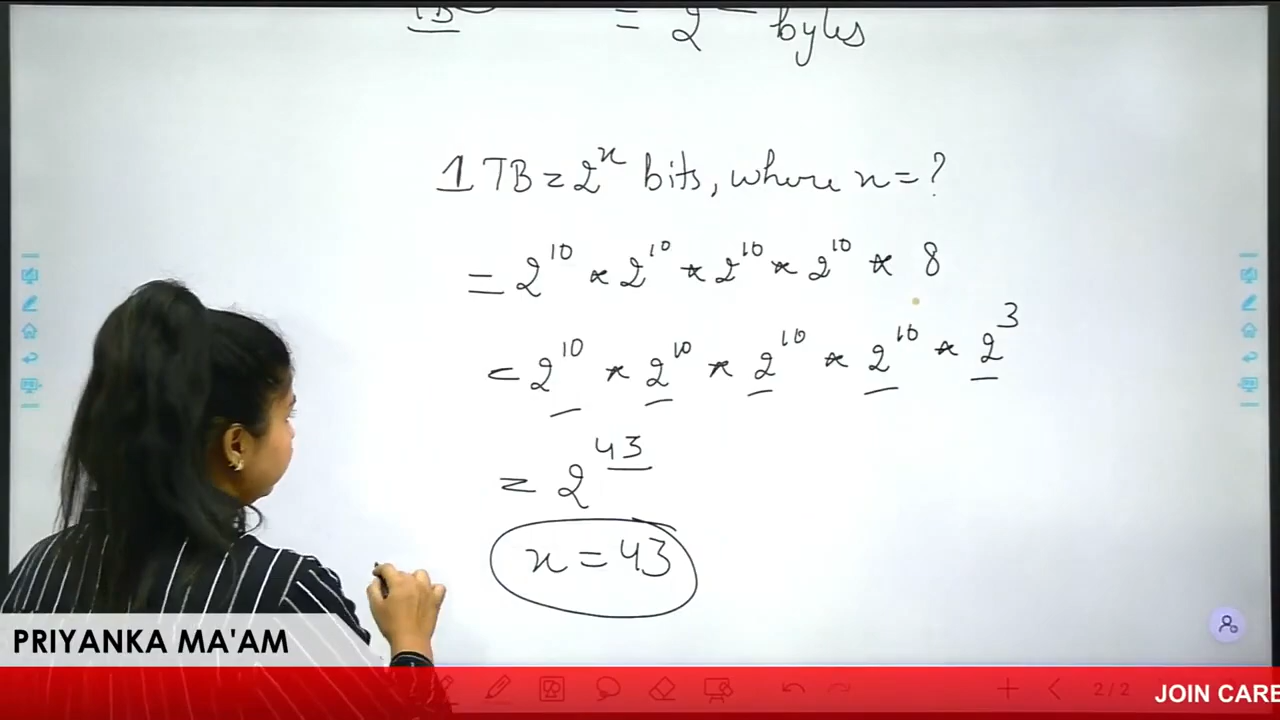 TB = 2 bytes
1 TB = 2^x bits, where x = ?
= 2^10 * 2^10 * 2^10 * 2^10 * 8
= 2^10 * 2^10 * 2^10 * 2^10 * 2^3
= 2^43
x = 43
PRIYANKA MA'AM
2/2
JOIN CARE